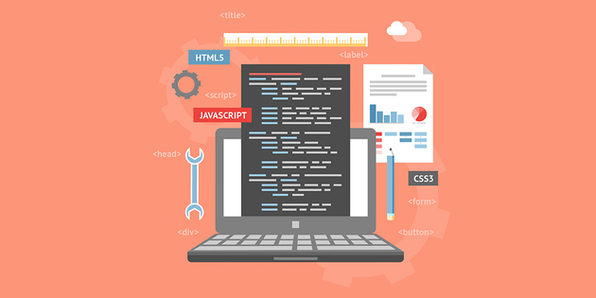 <title>
<label>
HTML5
<script>
JAVASCRIPT
<head>
CSS3
<form>
<div>
<button>